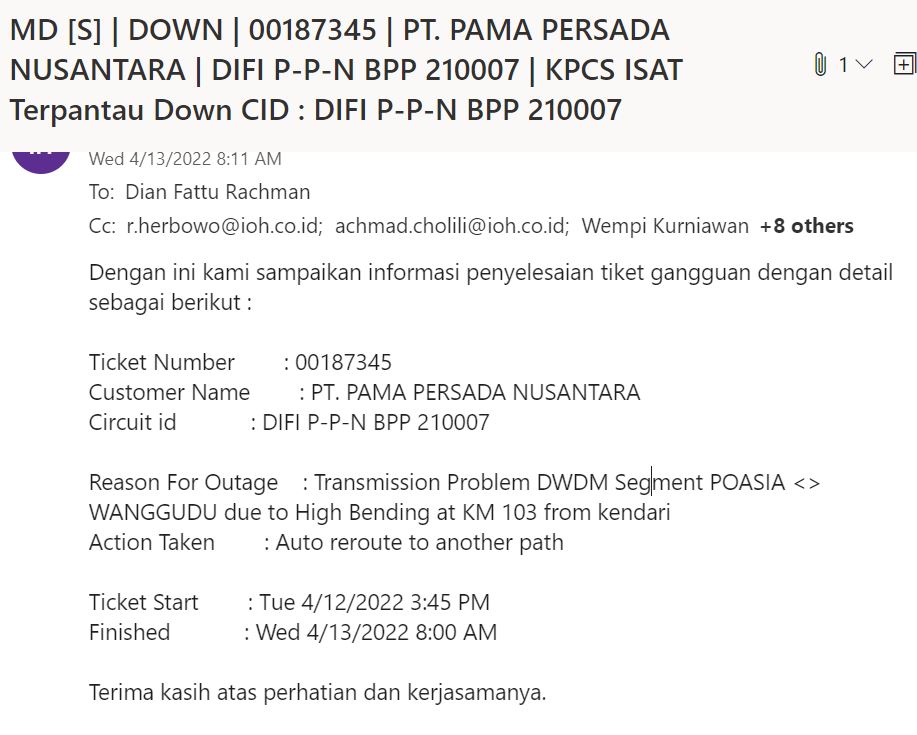 MD [S] | DOWN | 00187345 | PT. PAMA PERSADA
NUSANTARA | DIFI P-P-N BPP 210007 | KPCS ISAT
Terpantau Down CID : DIFI P-P-N BPP 210007
1
Wed 4/13/2022 8:11 AM
To: Dian Fattu Rachman
Cc: r.herbowo@ioh.co.id; achmad.cholili@ioh.co.id; Wempi Kurniawan +8 others
Dengan ini kami sampaikan informasi penyelesaian tiket gangguan dengan detail
sebagai berikut :
Ticket Number : 00187345
Customer Name : PT. PAMA PERSADA NUSANTARA
Circuit id : DIFI P-P-N BPP 210007
Reason For Outage : Transmission Problem DWDM Segment POASIA <>
WANGGUDU due to High Bending at KM 103 from kendari
Action Taken : Auto reroute to another path
Ticket Start : Tue 4/12/2022 3:45 PM
Finished : Wed 4/13/2022 8:00 AM
Terima kasih atas perhatian dan kerjasamanya.